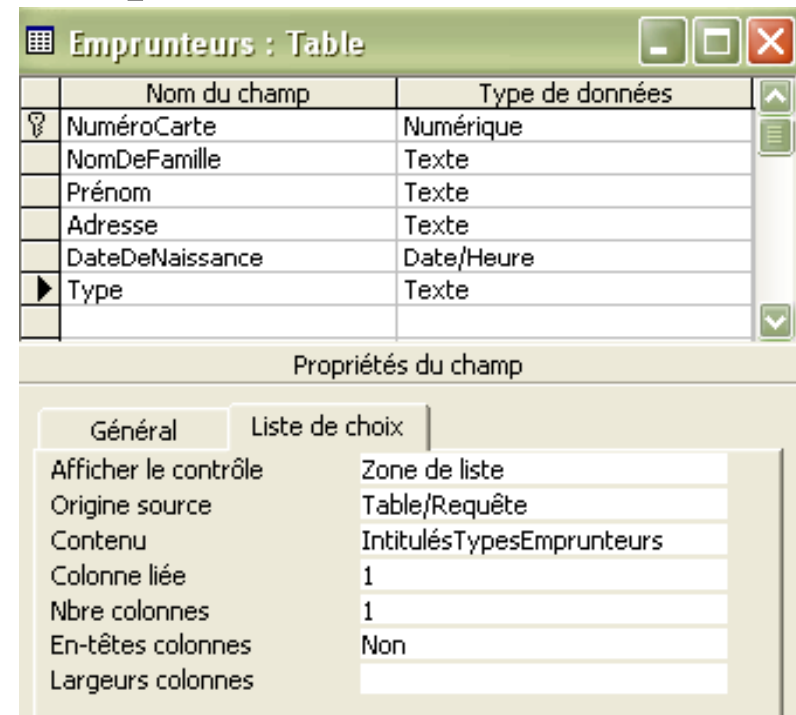 Emprunteurs : Table
Nom du champ Type de données
NuméroCarte Numérique
NomDeFamille Texte
Prénom Texte
Adresse Texte
DateDeNaissance Date/Heure
Type Texte
Propriétés du champ
Général Liste de choix
Afficher le contrôle Zone de liste
Origine source Table/Requête
Contenu IntitulésTypesEmprunteurs
Colonne liée 1
Nbre colonnes 1
En-têtes colonnes Non
Largeurs colonnes